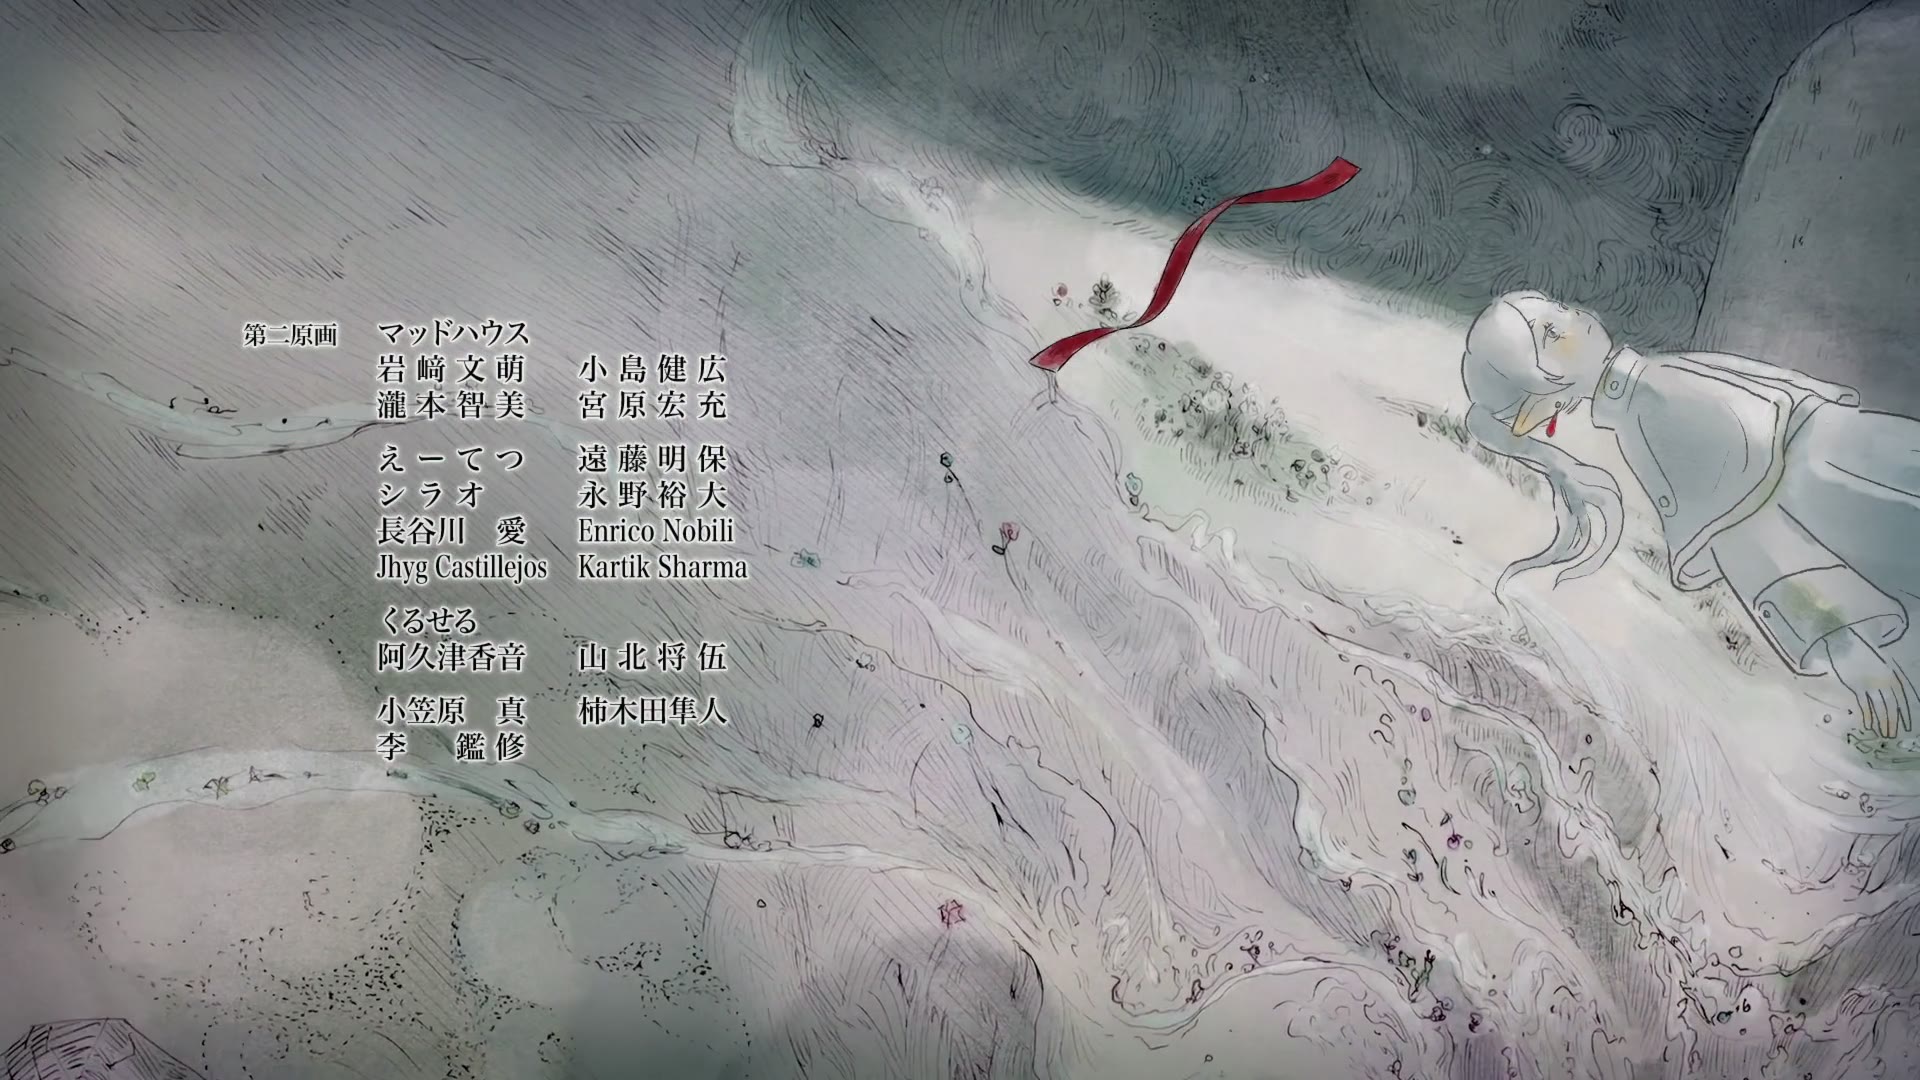 第二原画 マッドハウス
岩﨑文萌 小島健広
瀧本智美 宮原宏充
えーてつ 遠藤明保
シラオ 永野裕大
長谷川 愛 Enrico Nobili
Jhyg Castillejos Kartik Sharma
くるせる
阿久津香音 山北将伍
小笠原 真 柿木田隼人
李 鑑修